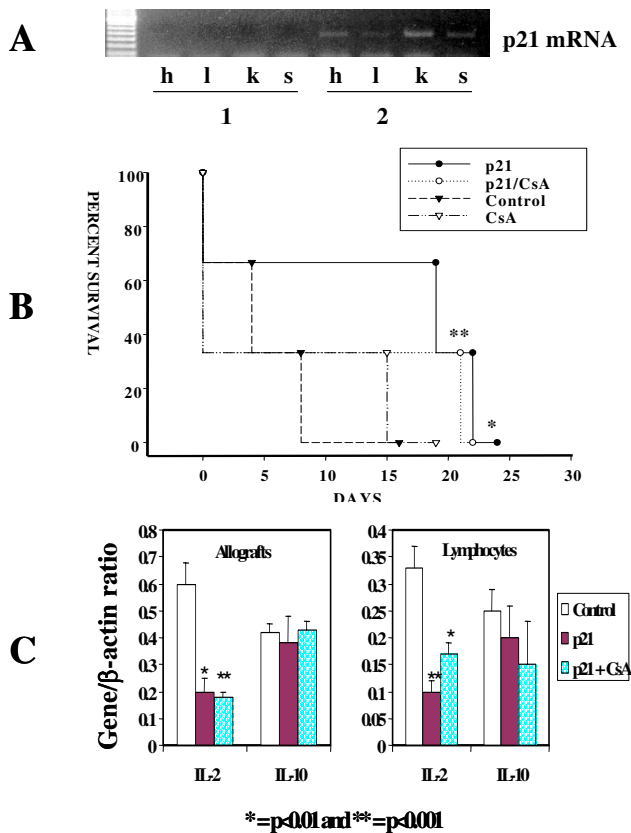 A
p21 mRNA
h l k s h l k s
1 2
B
PERCENT SURVIVAL
100
80
60
40
20
0
p21
p21/CsA
Control
CsA
**
*
0 5 10 15 20 25 30
DAYS
C
Gene/β-actin ratio
Allografts
0.8
0.7
0.6
0.5
0.4
0.3
0.2
0.1
0
* **
IL-2 IL-10
Lymphocytes
0.4
0.35
0.3
0.25
0.2
0.15
0.1
0.05
0
** *
IL-2 IL-10
Control
p21
p21 + CsA
* = p<0.01 and ** = p<0.001